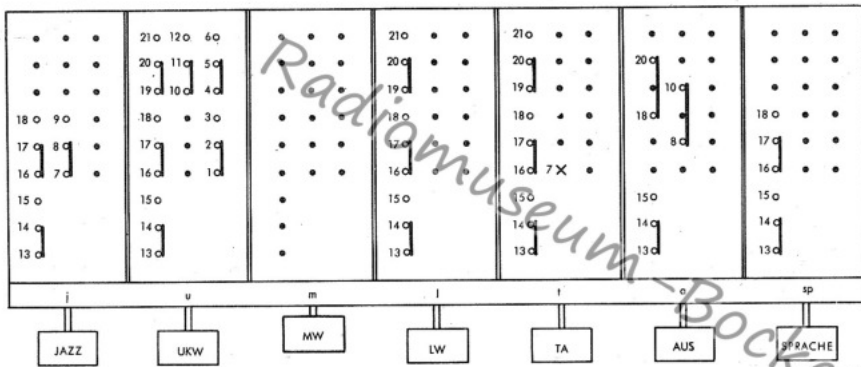 21 12 6 21 21
20 11 5 20 20 20
19 10 4 19 19 10
18 9 18 3 18 18 18 18
17 8 17 2 17 17 8 17
16 7 16 1 16 16 7 16
15 15 15 15 15 15
14 14 14 14 14 14
13 13 13 13 13 13
j u m l t a sp
JAZZ UKW MW LW TA AUS SPRACHE
Radiomuseum-Bocke